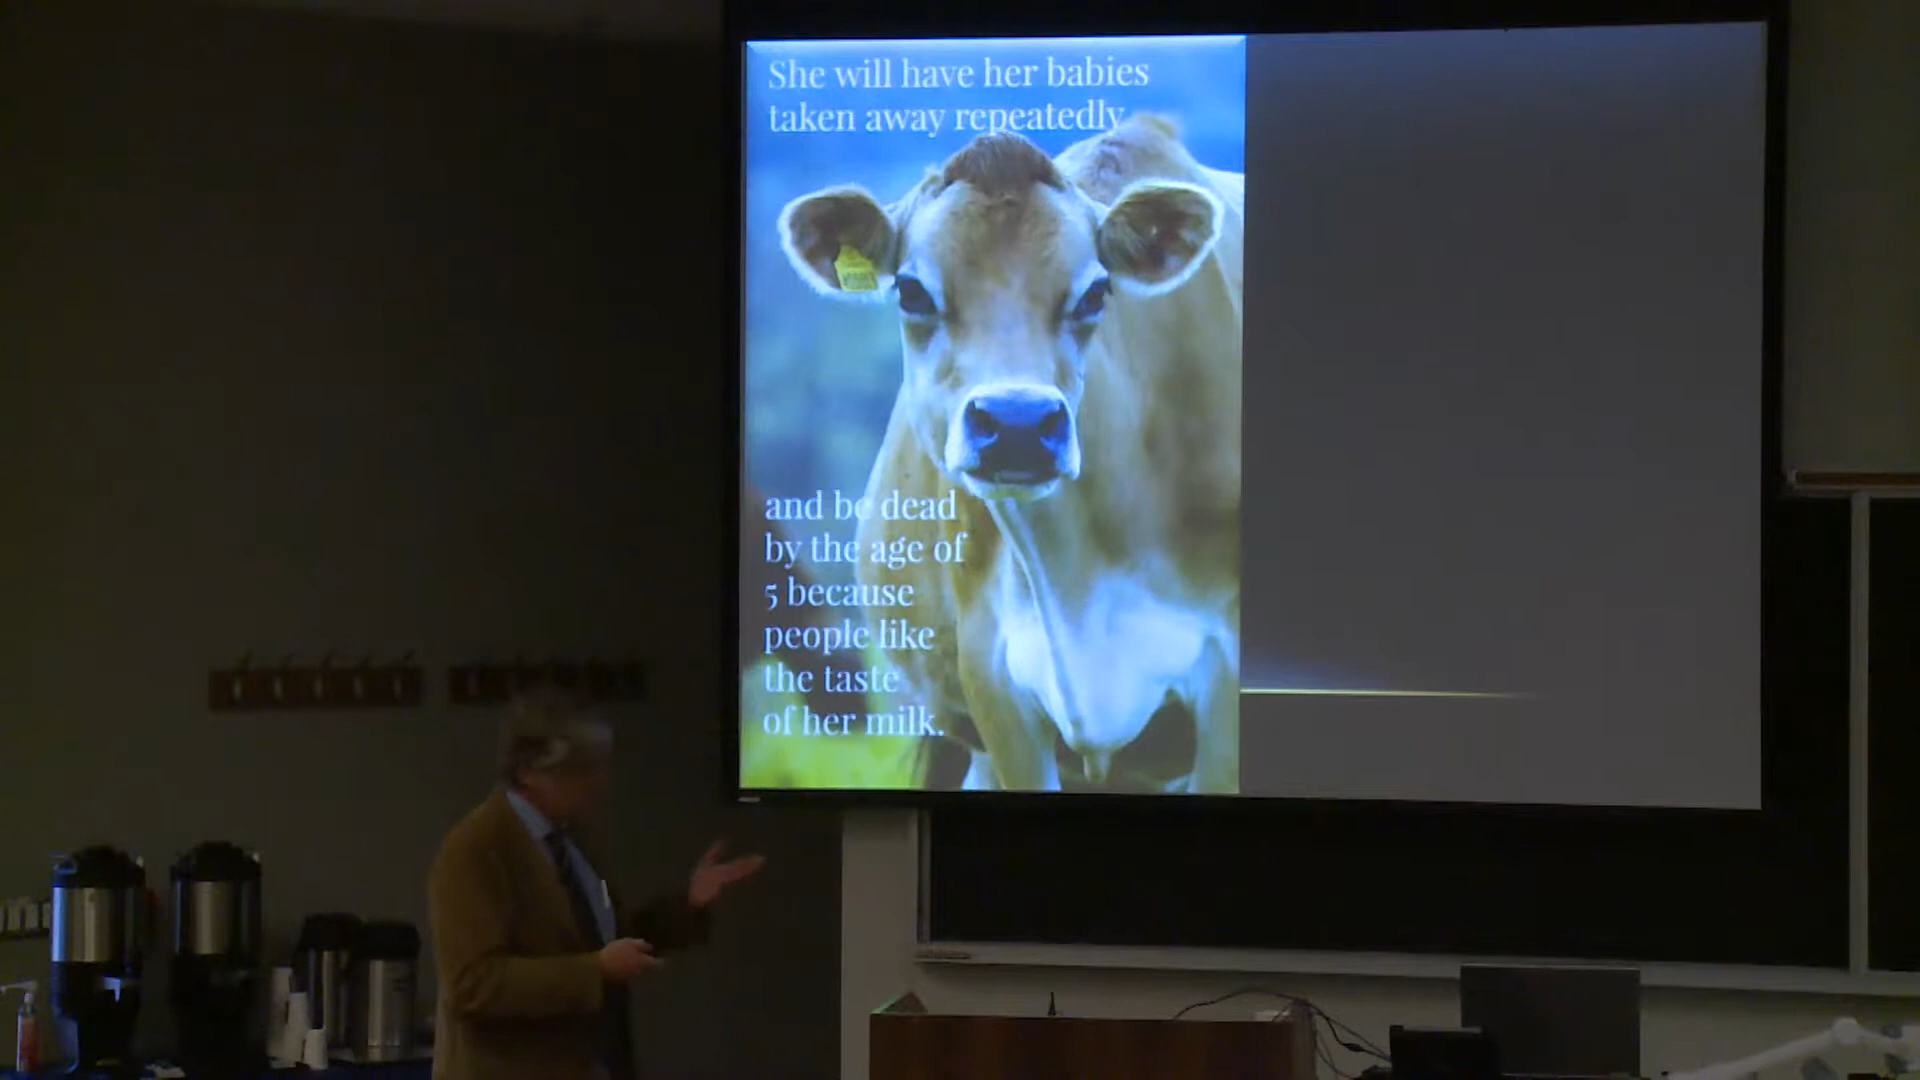 She will have her babies
taken away repeatedly
and be dead
by the age of
5 because
people like
the taste
of her milk.